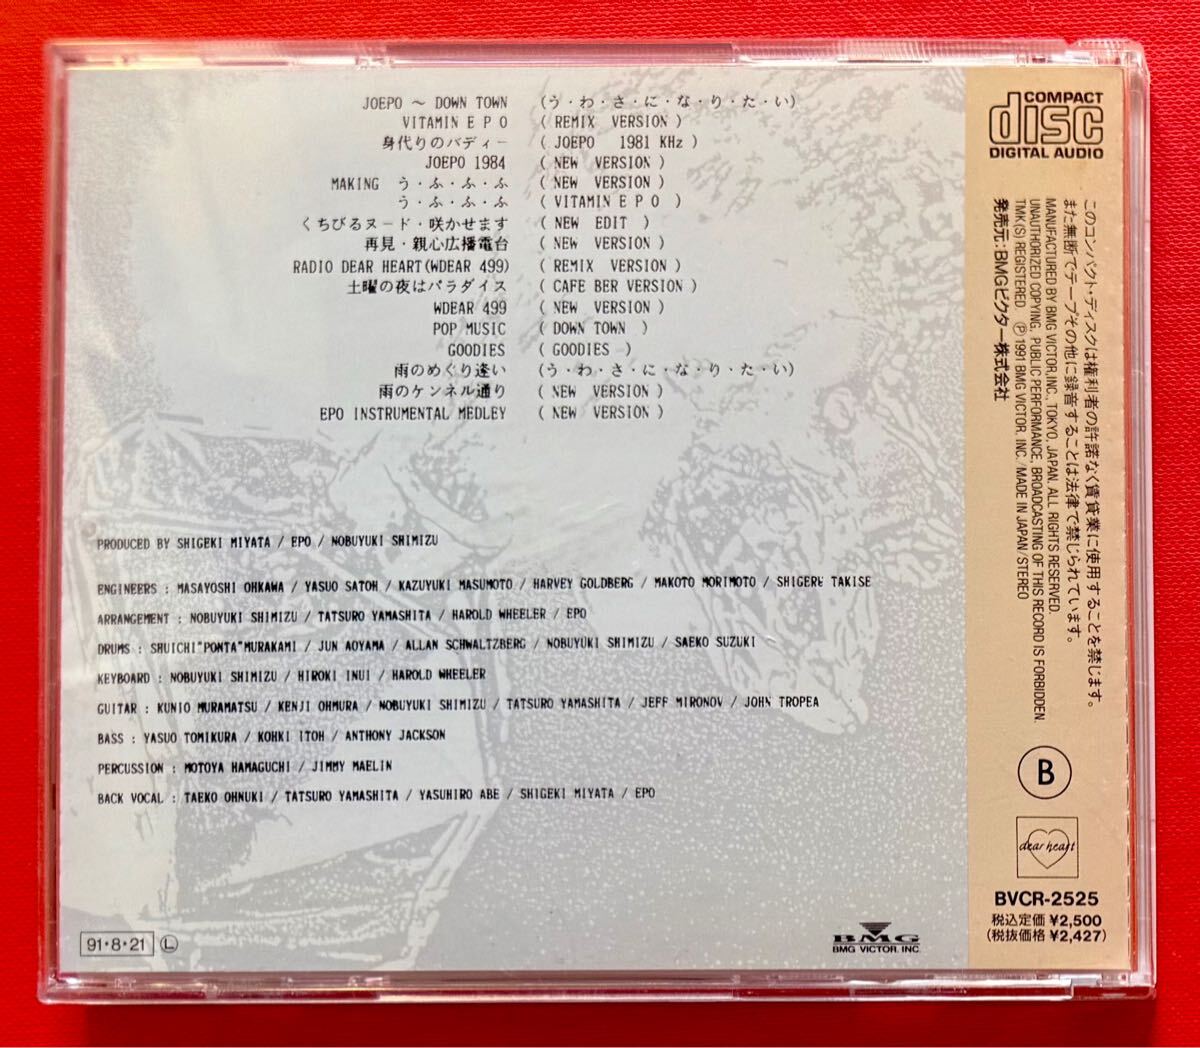 JOEPO ～ DOWN TOWN (う・わ・さ・に・な・り・た・い)
VITAMIN E P O ( REMIX VERSION )
身代りのバディー ( JOEPO 1981 KHz )
JOEPO 1984 ( NEW VERSION )
MAKING う・ふ・ふ・ふ ( NEW VERSION )
う・ふ・ふ・ふ ( VITAMIN E P O )
くちびるヌード・咲かせます ( NEW EDIT )
再見・親心広播電台 ( NEW VERSION )
RADIO DEAR HEART(WDEAR 499) ( REMIX VERSION )
土曜の夜はパラダイス ( CAFE BER VERSION )
WDEAR 499 ( NEW VERSION )
POP MUSIC ( DOWN TOWN )
GOODIES ( GOODIES )
雨のめぐり逢い (う・わ・さ・に・な・り・た・い)
雨のケンネル通り ( NEW VERSION )
EPO INSTRUMENTAL MEDLEY ( NEW VERSION )
PRODUCED BY SHIGEKI MIYATA / EPO / NOBUYUKI SHIMIZU
ENGINEERS : MASAYOSHI OHKAWA / YASUO SATOH / KAZUYUKI MASUMOTO / HARVEY GOLDBERG / MAKOTO MORIMOTO / SHIGERU TAKISE
ARRANGEMENT : NOBUYUKI SHIMIZU / TATSURO YAMASHITA / HAROLD WHEELER / EPO
DRUMS : SHUICHI"PONTA"MURAKAMI / JUN AOYAMA / ALLAN SCHWALTZBERG / NOBUYUKI SHIMIZU / SAEKO SUZUKI
KEYBOARD : NOBUYUKI SHIMIZU / HIROKI INUI / HAROLD WHEELER
GUITAR : KUNIO MURAMATSU / KENJI OHMURA / NOBUYUKI SHIMIZU / TATSURO YAMASHITA / JEFF MIRONOV / JOHN TROPEA
BASS : YASUO TOMIKURA / KOHKI ITOH / ANTHONY JACKSON
PERCUSSION : MOTOYA HAMAGUCHI / JIMMY MAELIN
BACK VOCAL : TAEKO OHNUKI / TATSURO YAMASHITA / YASUHIRO ABE / SHIGEKI MIYATA / EPO
91・8・21 Ⓛ
BMG
BMG VICTOR, INC.
COMPACT
disc
DIGITAL AUDIO
このコンパクト・ディスクは権利者の許諾なく賃貸業に使用することを禁じます。
また無断でテープその他に録音することは法律で禁じられています。
MANUFACTURED BY BMG VICTOR, INC., TOKYO, JAPAN. ALL RIGHTS RESERVED.
UNAUTHORIZED COPYING, PUBLIC PERFORMANCE, BROADCASTING OF THIS RECORD IS FORBIDDEN.
TMK(S) REGISTERED. Ⓟ 1991 BMG VICTOR, INC./MADE IN JAPAN/STEREO
発売元:BMGビクター株式会社
B
dear heart
BVCR-2525
税込定価 ¥2,500
(税抜価格 ¥2,427)